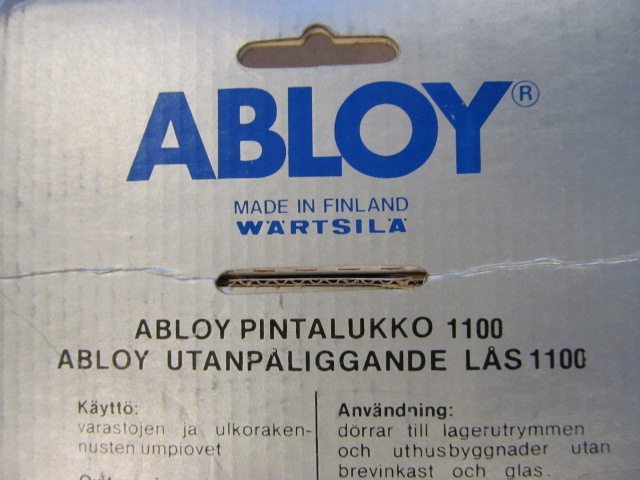 ABLOY®
MADE IN FINLAND
WÄRTSILÄ
ABLOY PINTALUKKO 1100
ABLOY UTANPÅLIGGANDE LÅS 1100
Käyttö:
varastojen ja ulkoraken-
nusten umpiovet
Användning:
dörrar till lagerutrymmen
och uthusbyggnader utan
brevinkast och glas.